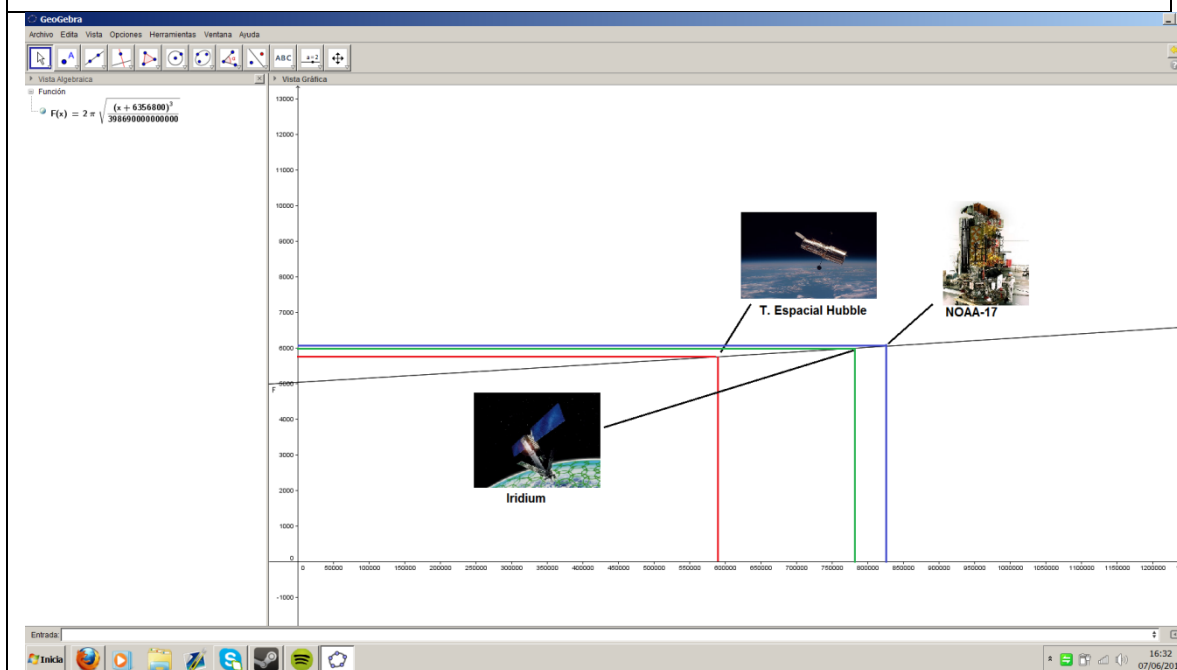 GeoGebra
Archivo Edita Vista Opciones Herramientas Ventana Ayuda
A
α
ABC
a=2
Vista Algebraica
Vista Gráfica
Función
F(x) = 2 π √((x + 6356800)³ / 398690000000000)
13000
12000
11000
10000
9000
8000
7000
6000
5000
4000
3000
2000
1000
0
-1000
F
T. Espacial Hubble
NOAA-17
Iridium
0 50000 100000 150000 200000 250000 300000 350000 400000 450000 500000 550000 600000 650000 700000 750000 800000 850000 900000 950000 1000000 1050000 1100000 1150000 1200000
Entrada:
Inicia
16:32
07/06/201